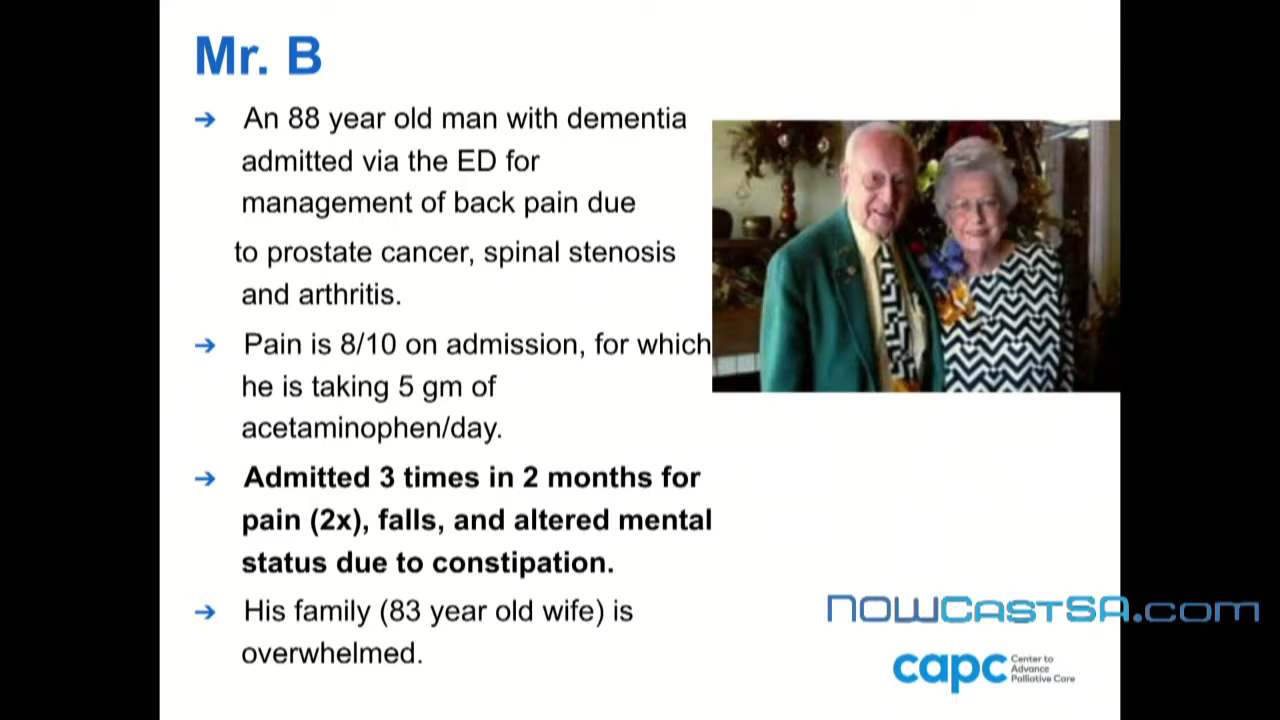 Mr. B
➔ An 88 year old man with dementia
admitted via the ED for
management of back pain due
to prostate cancer, spinal stenosis
and arthritis.
➔ Pain is 8/10 on admission, for which
he is taking 5 gm of
acetaminophen/day.
➔ Admitted 3 times in 2 months for
pain (2x), falls, and altered mental
status due to constipation.
➔ His family (83 year old wife) is
overwhelmed.
NOWCastSA.com
capc
Center to
Advance
Palliative Care